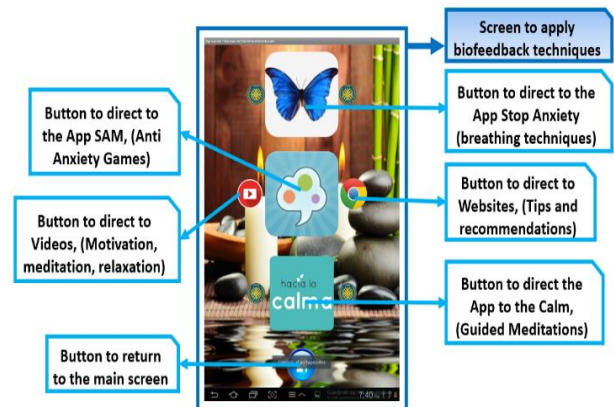 Screen to apply
biofeedback techniques
Button to direct to
the App SAM, (Anti
Anxiety Games)
Button to direct to the
App Stop Anxiety
(breathing techniques)
Button to direct to
Videos, (Motivation,
meditation, relaxation)
Button to direct to
Websites, (Tips and
recommendations)
hacia la
calma
Button to direct the
App to the Calm,
(Guided Meditations)
Button to return
to the main screen
7:40